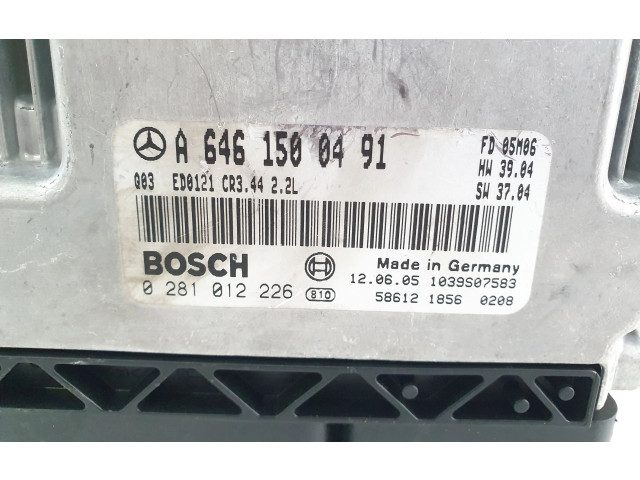 A 646 150 04 91
FD 05M06
HW 39.04
SW 37.04
Q03 ED0121 CR3.44 2.2L
BOSCH
Made in Germany
0 281 012 226 810
12.06.05 1039S07583
58612 1856 0208